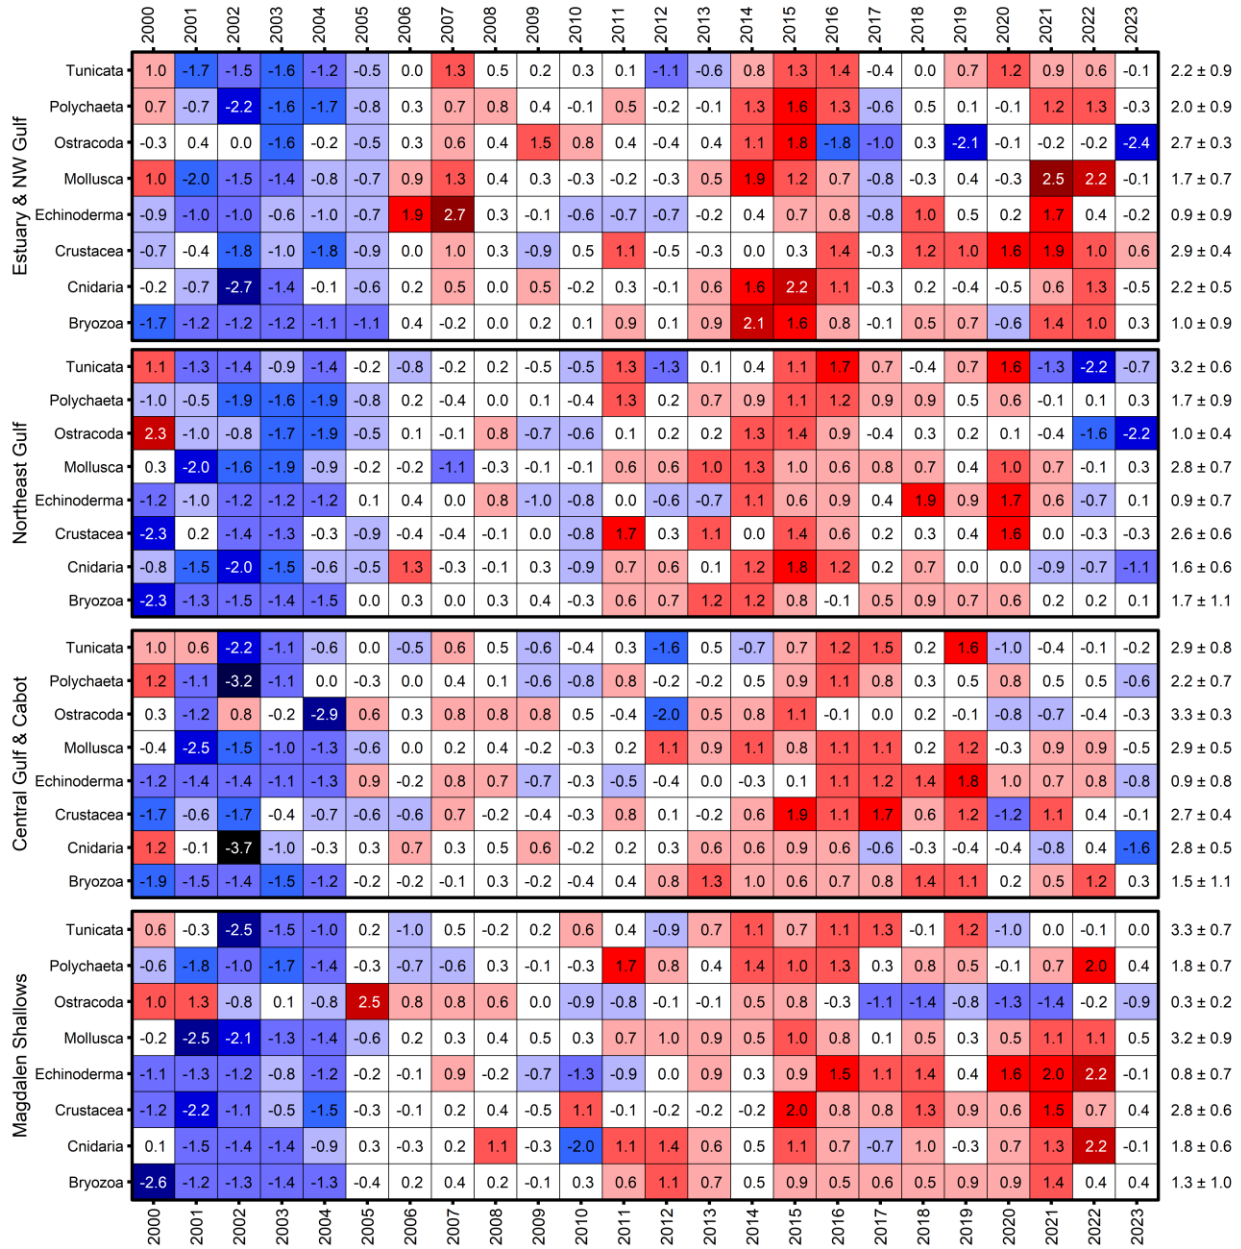 2000 2001 2002 2003 2004 2005 2006 2007 2008 2009 2010 2011 2012 2013 2014 2015 2016 2017 2018 2019 2020 2021 2022 2023
Estuary & NW Gulf
Tunicata 1.0 -1.7 -1.5 -1.6 -1.2 -0.5 0.0 1.3 0.5 0.2 0.3 0.1 -1.1 -0.6 0.8 1.3 1.4 -0.4 0.0 0.7 1.2 0.9 0.6 -0.1 2.2 ± 0.9
Polychaeta 0.7 -0.7 -2.2 -1.6 -1.7 -0.8 0.3 0.7 0.8 0.4 -0.1 0.5 -0.2 -0.1 1.3 1.6 1.3 -0.6 0.5 0.1 -0.1 1.2 1.3 -0.3 2.0 ± 0.9
Ostracoda -0.3 0.4 0.0 -1.6 -0.2 -0.5 0.3 0.6 0.4 1.5 0.8 0.4 -0.4 0.4 1.1 1.8 -1.8 -1.0 0.3 -2.1 -0.1 -0.2 -0.2 -2.4 2.7 ± 0.3
Mollusca 1.0 -2.0 -1.5 -1.4 -0.8 -0.7 0.9 1.3 0.4 0.3 -0.3 -0.2 -0.3 0.5 1.9 1.2 0.7 -0.8 -0.3 0.4 -0.3 2.5 2.2 -0.1 1.7 ± 0.7
Echinoderma -0.9 -1.0 -1.0 -0.6 -1.0 -0.7 1.9 2.7 0.3 -0.1 -0.6 -0.7 -0.7 -0.2 0.4 0.7 0.8 -0.8 1.0 0.5 0.2 1.7 0.4 -0.2 0.9 ± 0.9
Crustacea -0.7 -0.4 -1.8 -1.0 -1.8 -0.9 0.0 1.0 0.3 -0.9 0.5 1.1 -0.5 -0.3 0.0 0.3 1.4 -0.3 1.2 1.0 1.6 1.9 1.0 0.6 2.9 ± 0.4
Cnidaria -0.2 -0.7 -2.7 -1.4 -0.1 -0.6 0.2 0.5 0.0 0.5 -0.2 0.3 -0.1 0.6 1.6 2.2 1.1 -0.3 0.2 -0.4 -0.5 0.6 1.3 -0.5 2.2 ± 0.5
Bryozoa -1.7 -1.2 -1.2 -1.2 -1.1 -1.1 0.4 -0.2 0.0 0.2 0.1 0.9 0.1 0.9 2.1 1.6 0.8 -0.1 0.5 0.7 -0.6 1.4 1.0 0.3 1.0 ± 0.9
Northeast Gulf
Tunicata 1.1 -1.3 -1.4 -0.9 -1.4 -0.2 -0.8 -0.2 0.2 -0.5 -0.5 1.3 -1.3 0.1 0.4 1.1 1.7 0.7 -0.4 0.7 1.6 -1.3 -2.2 -0.7 3.2 ± 0.6
Polychaeta -1.0 -0.5 -1.9 -1.6 -1.9 -0.8 0.2 -0.4 0.0 0.1 -0.4 1.3 0.2 0.7 0.9 1.1 1.2 0.9 0.9 0.5 0.6 -0.1 0.1 0.3 1.7 ± 0.9
Ostracoda 2.3 -1.0 -0.8 -1.7 -1.9 -0.5 0.1 -0.1 0.8 -0.7 -0.6 0.1 0.2 0.2 1.3 1.4 0.9 -0.4 0.3 0.2 0.1 -0.4 -1.6 -2.2 1.0 ± 0.4
Mollusca 0.3 -2.0 -1.6 -1.9 -0.9 -0.2 -0.2 -1.1 -0.3 -0.1 -0.1 0.6 0.6 1.0 1.3 1.0 0.6 0.8 0.7 0.4 1.0 0.7 -0.1 0.3 2.8 ± 0.7
Echinoderma -1.2 -1.0 -1.2 -1.2 -1.2 0.1 0.4 0.0 0.8 -1.0 -0.8 0.0 -0.6 -0.7 1.1 0.6 0.9 0.4 1.9 0.9 1.7 0.6 -0.7 0.1 0.9 ± 0.7
Crustacea -2.3 0.2 -1.4 -1.3 -0.3 -0.9 -0.4 -0.4 -0.1 0.0 -0.8 1.7 0.3 1.1 0.0 1.4 0.6 0.2 0.3 0.4 1.6 0.0 -0.3 -0.3 2.6 ± 0.6
Cnidaria -0.8 -1.5 -2.0 -1.5 -0.6 -0.5 1.3 -0.3 -0.1 0.3 -0.9 0.7 0.6 0.1 1.2 1.8 1.2 0.2 0.7 0.0 0.0 -0.9 -0.7 -1.1 1.6 ± 0.6
Bryozoa -2.3 -1.3 -1.5 -1.4 -1.5 0.0 0.3 0.0 0.3 0.4 -0.3 0.6 0.7 1.2 1.2 0.8 -0.1 0.5 0.9 0.7 0.6 0.2 0.2 0.1 1.7 ± 1.1
Central Gulf & Cabot
Tunicata 1.0 0.6 -2.2 -1.1 -0.6 0.0 -0.5 0.6 0.5 -0.6 -0.4 0.3 -1.6 0.5 -0.7 0.7 1.2 1.5 0.2 1.6 -1.0 -0.4 -0.1 -0.2 2.9 ± 0.8
Polychaeta 1.2 -1.1 -3.2 -1.1 0.0 -0.3 0.0 0.4 0.1 -0.6 -0.8 0.8 -0.2 -0.2 0.5 0.9 1.1 0.8 0.3 0.5 0.8 0.5 0.5 -0.6 2.2 ± 0.7
Ostracoda 0.3 -1.2 0.8 -0.2 -2.9 0.6 0.3 0.8 0.8 0.8 0.5 -0.4 -2.0 0.5 0.8 1.1 -0.1 0.0 0.2 -0.1 -0.8 -0.7 -0.4 -0.3 3.3 ± 0.3
Mollusca -0.4 -2.5 -1.5 -1.0 -1.3 -0.6 0.0 0.2 0.4 -0.2 -0.3 0.2 1.1 0.9 1.1 0.8 1.1 1.1 0.2 1.2 -0.3 0.9 0.9 -0.5 2.9 ± 0.5
Echinoderma -1.2 -1.4 -1.4 -1.1 -1.3 0.9 -0.2 0.8 0.7 -0.7 -0.3 -0.5 -0.4 0.0 -0.3 0.1 1.1 1.2 1.4 1.8 1.0 0.7 0.8 -0.8 0.9 ± 0.8
Crustacea -1.7 -0.6 -1.7 -0.4 -0.7 -0.6 -0.6 0.7 -0.2 -0.4 -0.2 0.8 0.1 -0.2 0.6 1.9 1.1 1.7 0.6 1.2 -1.2 1.1 0.4 -0.1 2.7 ± 0.4
Cnidaria 1.2 -0.1 -3.7 -1.0 -0.3 0.3 0.7 0.3 0.5 0.6 -0.2 0.2 0.3 0.6 0.6 0.9 0.6 -0.6 -0.3 -0.4 -0.4 -0.8 0.4 -1.6 2.8 ± 0.5
Bryozoa -1.9 -1.5 -1.4 -1.5 -1.2 -0.2 -0.2 -0.1 0.3 -0.2 -0.4 0.4 0.8 1.3 1.0 0.6 0.7 0.8 1.4 1.1 0.2 0.5 1.2 0.3 1.5 ± 1.1
Magdalen Shallows
Tunicata 0.6 -0.3 -2.5 -1.5 -1.0 0.2 -1.0 0.5 -0.2 0.2 0.6 0.4 -0.9 0.7 1.1 0.7 1.1 1.3 -0.1 1.2 -1.0 0.0 -0.1 0.0 3.3 ± 0.7
Polychaeta -0.6 -1.8 -1.0 -1.7 -1.4 -0.3 -0.7 -0.6 0.3 -0.1 -0.3 1.7 0.8 0.4 1.4 1.0 1.3 0.3 0.8 0.5 -0.1 0.7 2.0 0.4 1.8 ± 0.7
Ostracoda 1.0 1.3 -0.8 0.1 -0.8 2.5 0.8 0.8 0.6 0.0 -0.9 -0.8 -0.1 -0.1 0.5 0.8 -0.3 -1.1 -1.4 -0.8 -1.3 -1.4 -0.2 -0.9 0.3 ± 0.2
Mollusca -0.2 -2.5 -2.1 -1.3 -1.4 -0.6 0.2 0.3 0.4 0.5 0.3 0.7 1.0 0.9 0.5 1.0 0.8 0.1 0.5 0.3 0.5 1.1 1.1 0.5 3.2 ± 0.9
Echinoderma -1.1 -1.3 -1.2 -0.8 -1.2 -0.2 -0.1 0.9 -0.2 -0.7 -1.3 -0.9 0.0 0.9 0.3 0.9 1.5 1.1 1.4 0.4 1.6 2.0 2.2 -0.1 0.8 ± 0.7
Crustacea -1.2 -2.2 -1.1 -0.5 -1.5 -0.3 -0.1 0.2 0.4 -0.5 1.1 -0.1 -0.2 -0.2 -0.2 2.0 0.8 0.8 1.3 0.9 0.6 1.5 0.7 0.4 2.8 ± 0.6
Cnidaria 0.1 -1.5 -1.4 -1.4 -0.9 0.3 -0.3 0.2 1.1 -0.3 -2.0 1.1 1.4 0.6 0.5 1.1 0.7 -0.7 1.0 -0.3 0.7 1.3 2.2 -0.1 1.8 ± 0.6
Bryozoa -2.6 -1.2 -1.3 -1.4 -1.3 -0.4 0.2 0.4 0.2 -0.1 0.3 0.6 1.1 0.7 0.5 0.9 0.5 0.6 0.5 0.9 0.9 1.4 0.4 0.4 1.3 ± 1.0
2000 2001 2002 2003 2004 2005 2006 2007 2008 2009 2010 2011 2012 2013 2014 2015 2016 2017 2018 2019 2020 2021 2022 2023